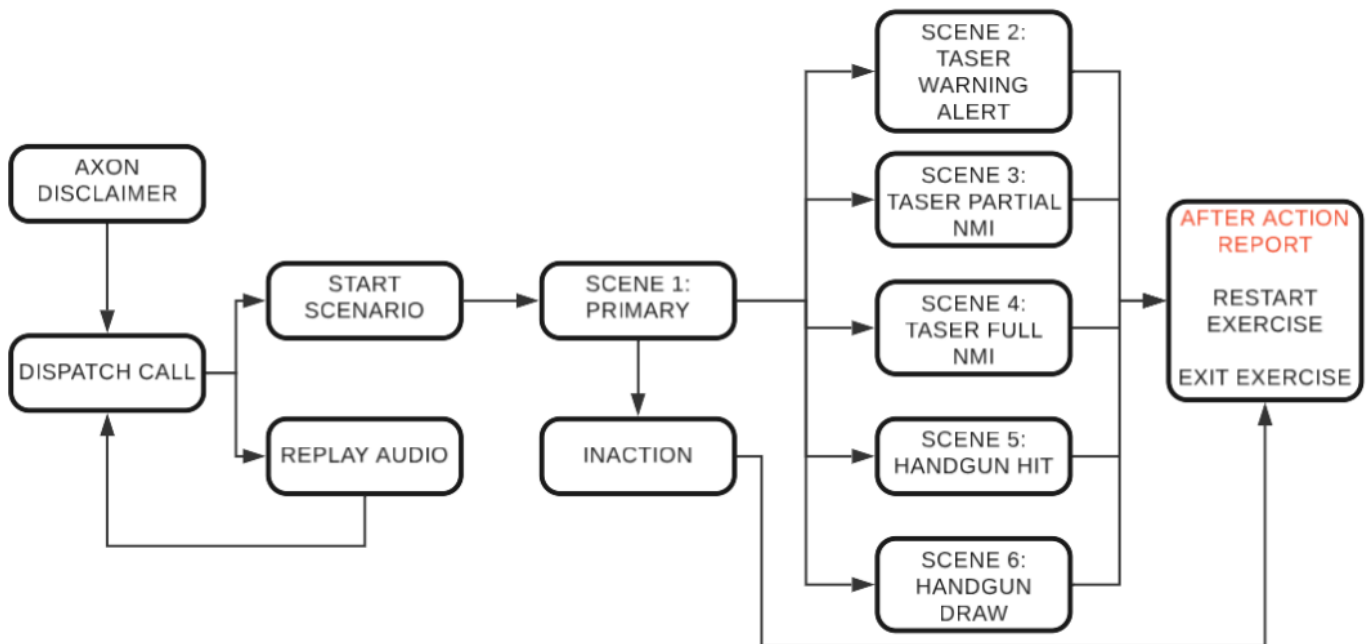 AXON
DISCLAIMER
DISPATCH CALL
START
SCENARIO
REPLAY AUDIO
SCENE 1:
PRIMARY
INACTION
SCENE 2:
TASER
WARNING
ALERT
SCENE 3:
TASER PARTIAL
NMI
SCENE 4:
TASER FULL
NMI
SCENE 5:
HANDGUN HIT
SCENE 6:
HANDGUN
DRAW
AFTER ACTION
REPORT
RESTART
EXERCISE
EXIT EXERCISE